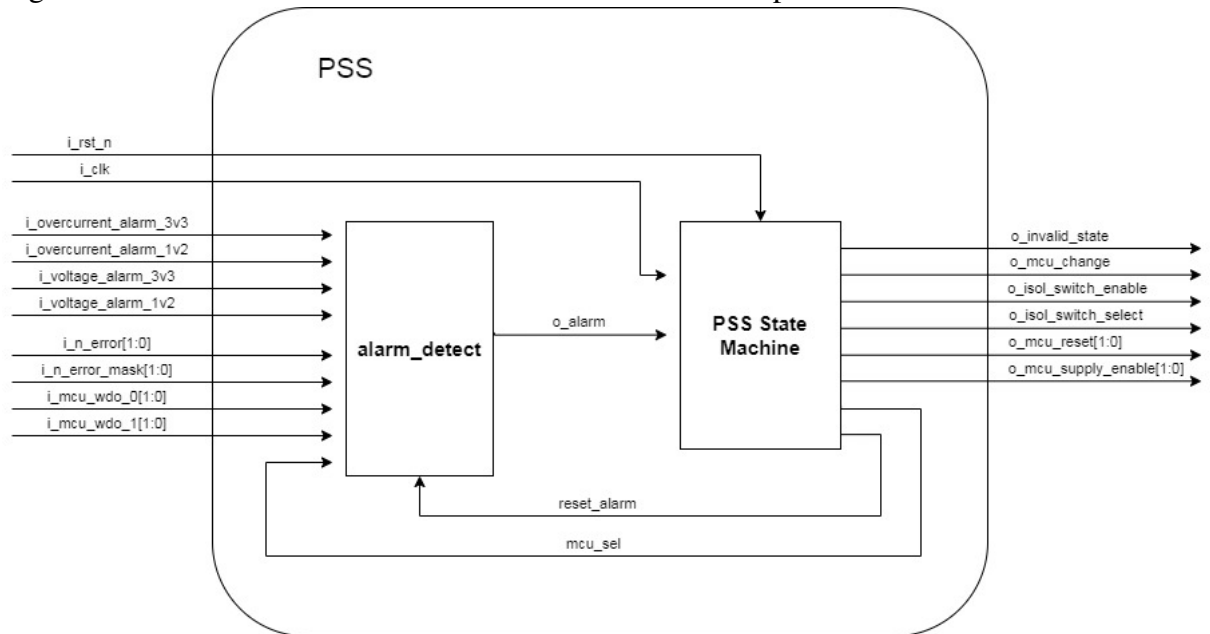 PSS
i_rst_n
i_clk
i_overcurrent_alarm_3v3
i_overcurrent_alarm_1v2
i_voltage_alarm_3v3
i_voltage_alarm_1v2
i_n_error[1:0]
i_n_error_mask[1:0]
i_mcu_wdo_0[1:0]
i_mcu_wdo_1[1:0]
alarm_detect
o_alarm
PSS State
Machine
o_invalid_state
o_mcu_change
o_isol_switch_enable
o_isol_switch_select
o_mcu_reset[1:0]
o_mcu_supply_enable[1:0]
reset_alarm
mcu_sel